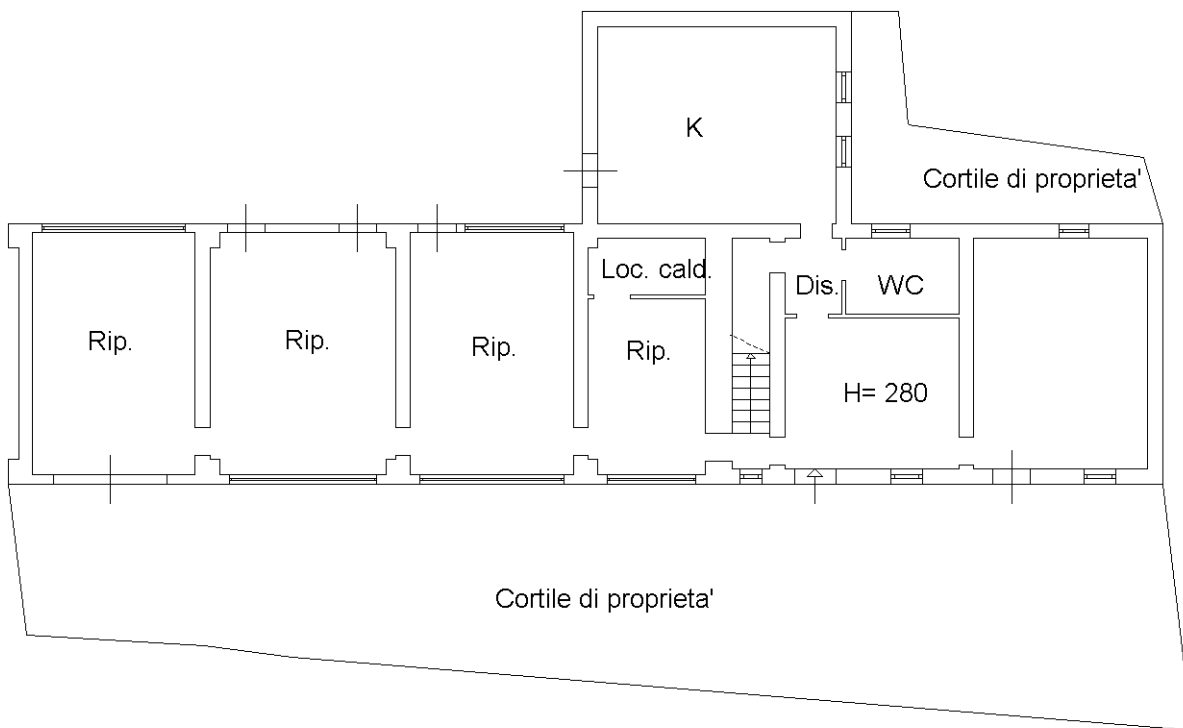 K
Cortile di proprieta'
Loc. cald.
Dis.
WC
Rip.
Rip.
Rip.
Rip.
H= 280
Cortile di proprieta'